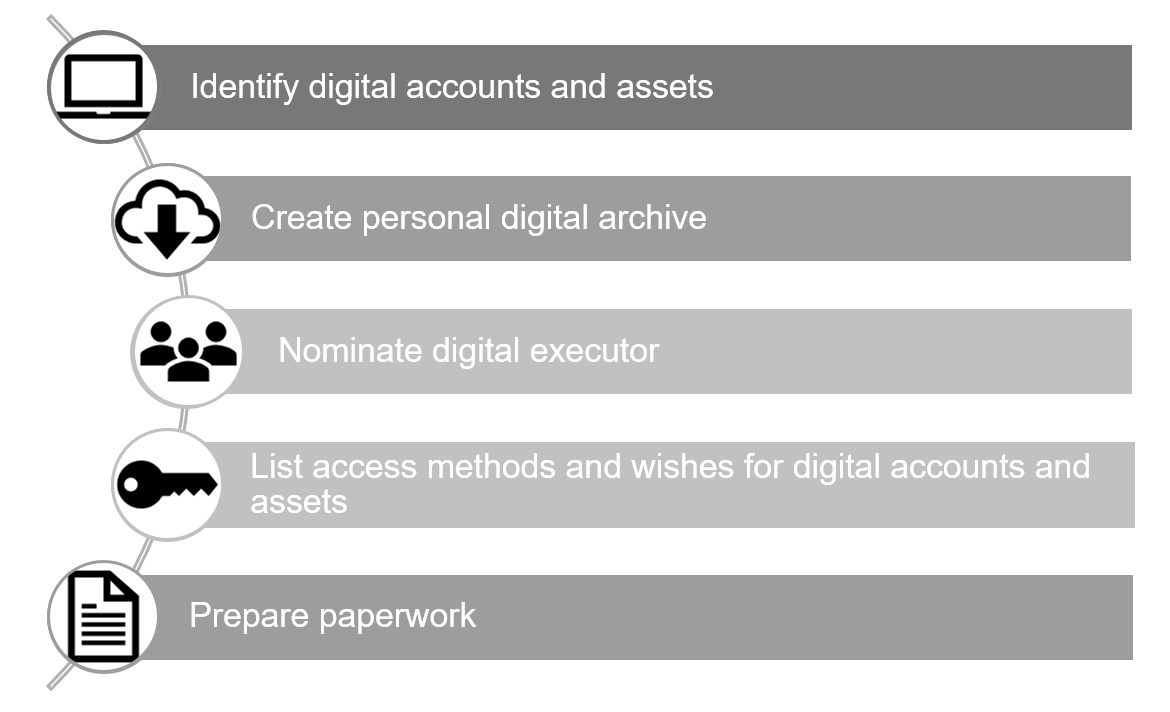 Identify digital accounts and assets
Create personal digital archive
Nominate digital executor
List access methods and wishes for digital accounts and
assets
Prepare paperwork